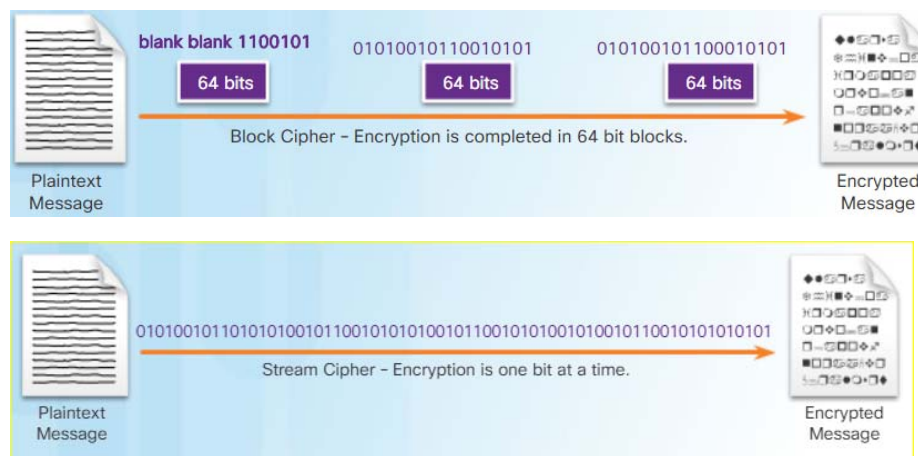 blank blank 1100101
01010010110010101
010100101100010101
64 bits
64 bits
64 bits
Block Cipher – Encryption is completed in 64 bit blocks.
Plaintext
Message
Encrypted
Message
Stream Cipher – Encryption is one bit at a time.
Plaintext
Message
Encrypted
Message